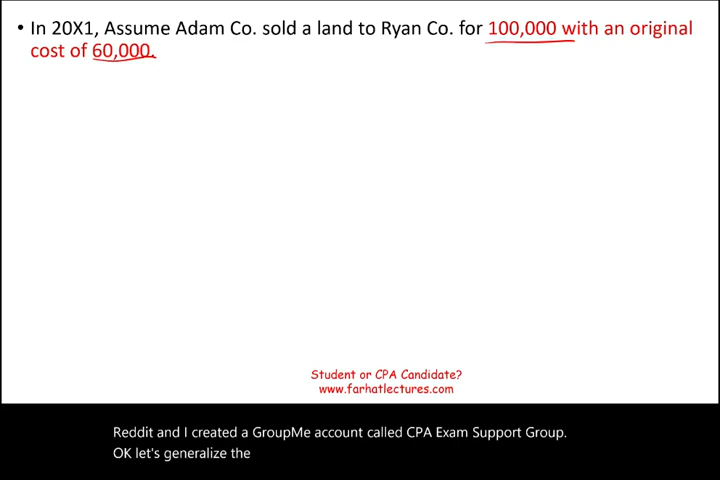 • In 20X1, Assume Adam Co. sold a land to Ryan Co. for 100,000 with an original
cost of 60,000.
Student or CPA Candidate?
www.farhatlectures.com
Reddit and I created a GroupMe account called CPA Exam Support Group.
OK let's generalize the